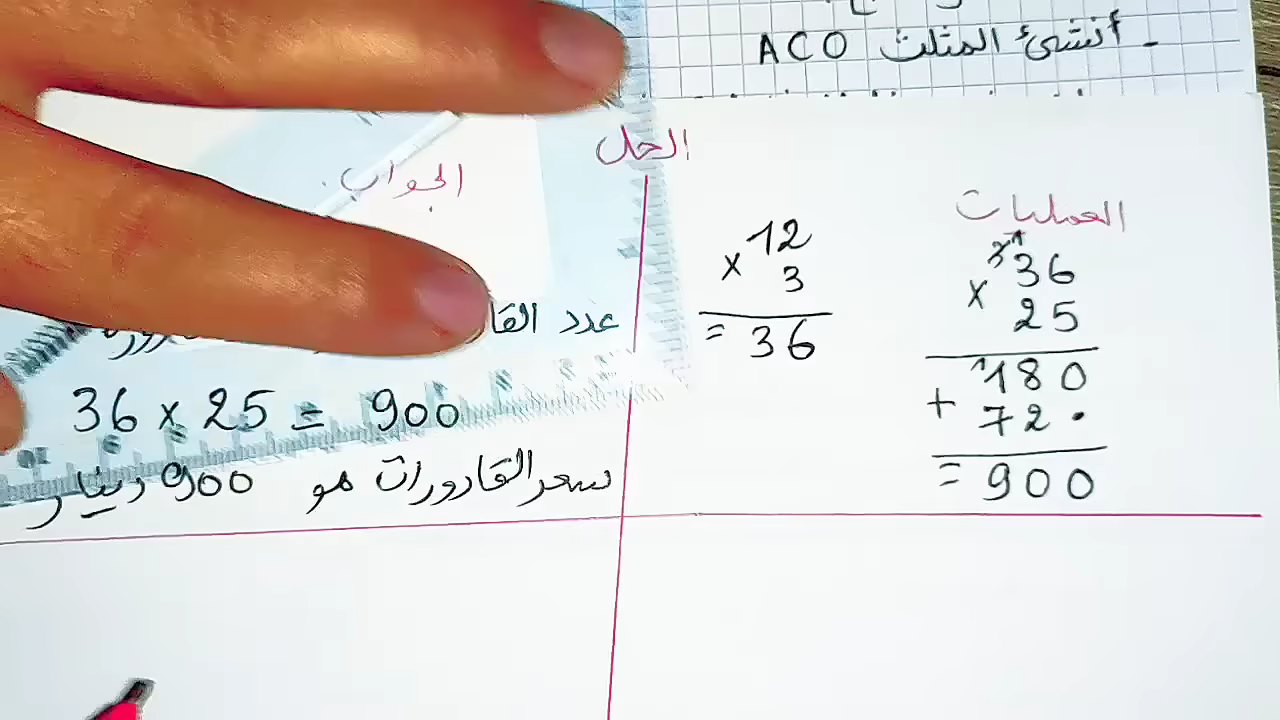 - أنشئ المثلث ACO
الحل
العمليات
الجواب
36
x 25
180
+ 72•
= 900
12
x 3
= 36
عدد
36 x 25 = 900
سعر القارورات هو 900 دينار